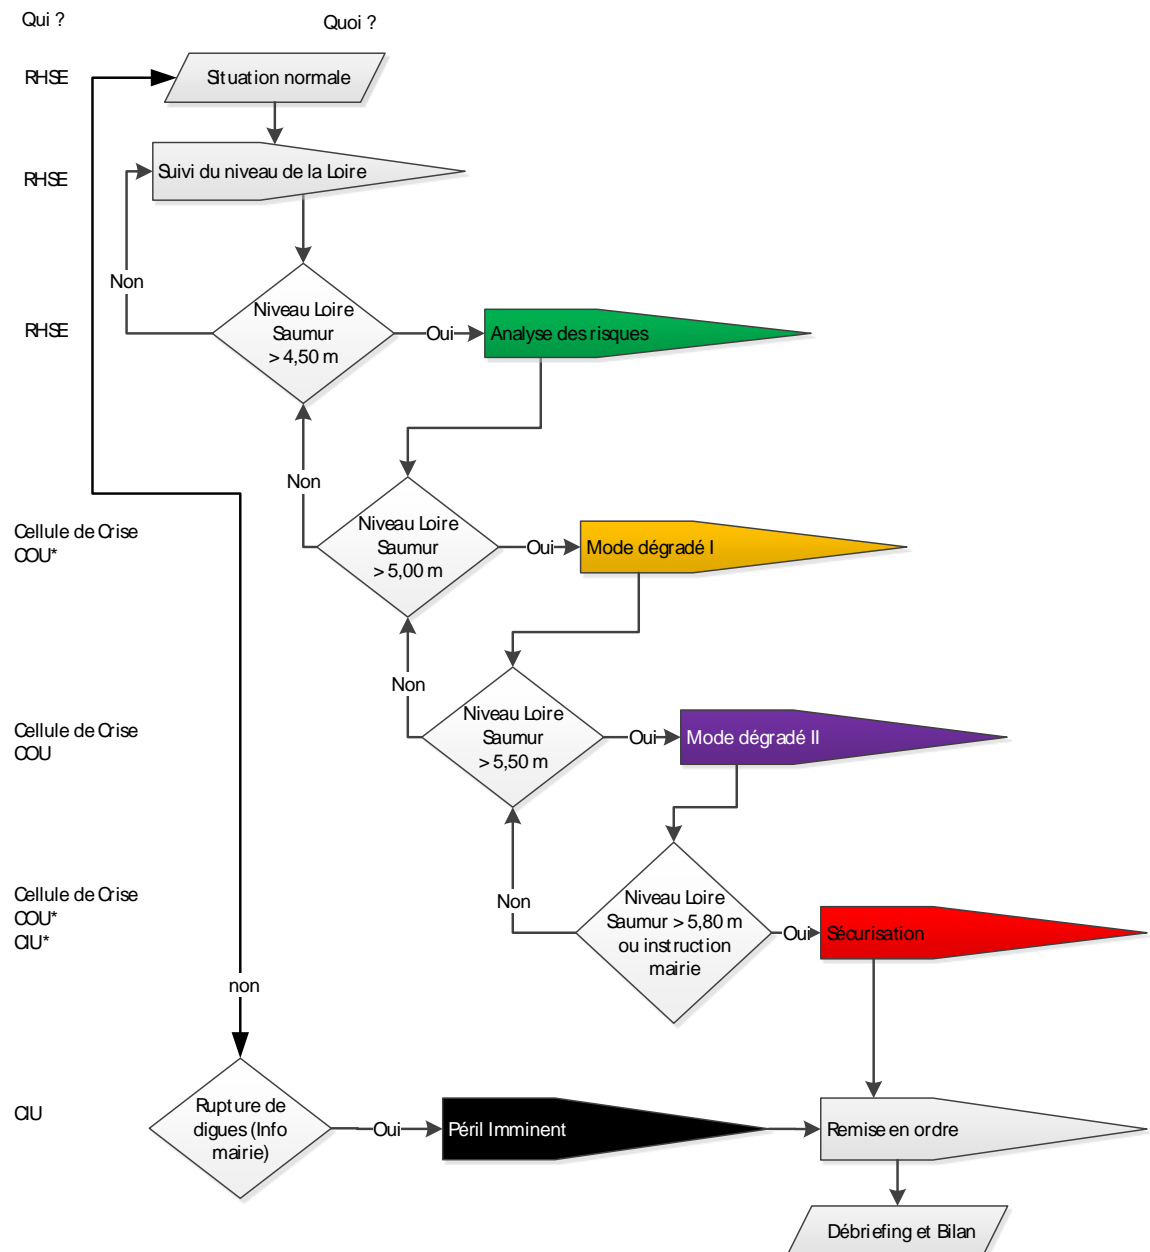 Qui ?
Quoi ?
RHSE
Situation normale
RHSE
Suivi du niveau de la Loire
Non
RHSE
Niveau Loire
Saumur
> 4,50 m
Oui
Analyse des risques
Non
Cellule de Crise
COU*
Niveau Loire
Saumur
> 5,00 m
Oui
Mode dégradé I
Non
Cellule de Crise
COU
Niveau Loire
Saumur
> 5,50 m
Oui
Mode dégradé II
Non
Cellule de Crise
COU*
CIU*
Niveau Loire
Saumur > 5,80 m
ou instruction
mairie
Oui
Sécurisation
non
CIU
Rupture de
digues (Info
mairie)
Oui
Péril Imminent
Remise en ordre
Débriefing et Bilan